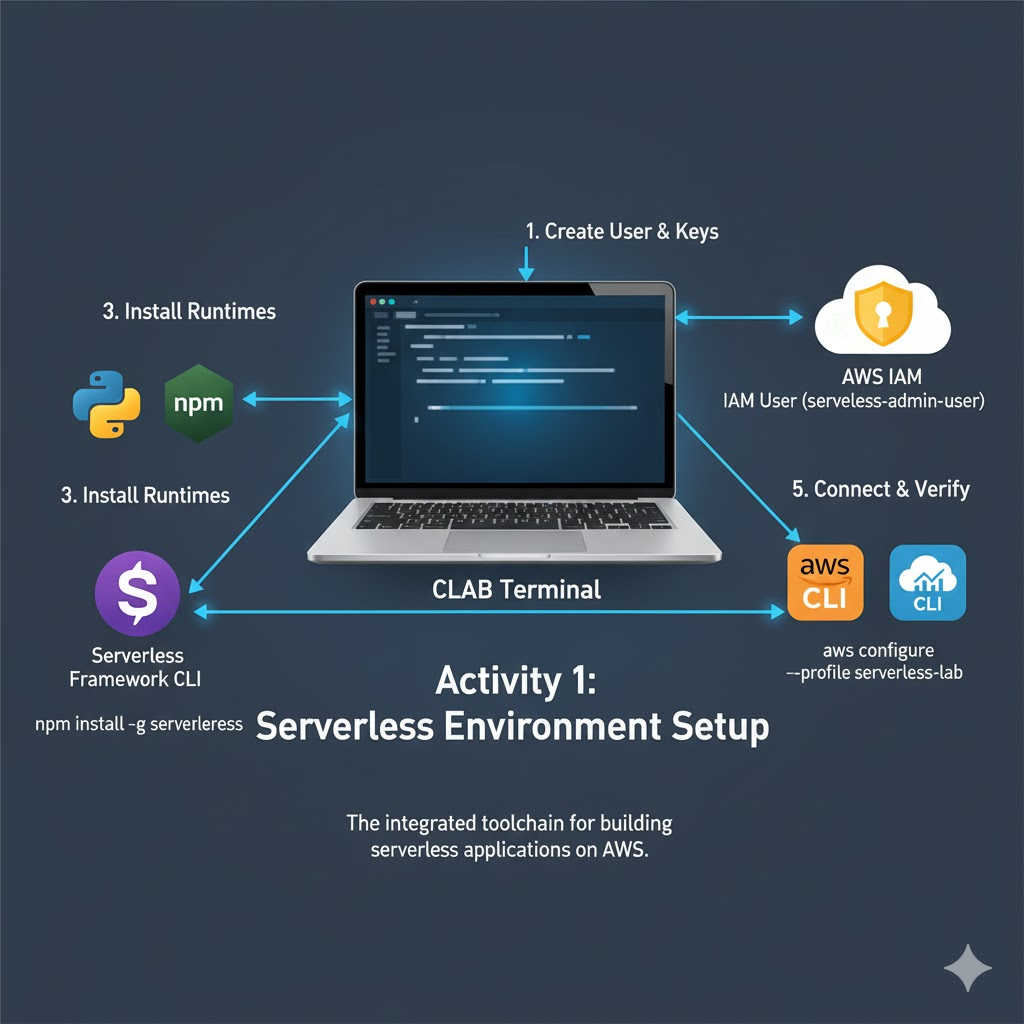 1. Create User & Keys
3. Install Runtimes
npm
AWS IAM
IAM User (serveless-admin-user)
3. Install Runtimes
5. Connect & Verify
CLAB Terminal
aws
CLI
CLI
Serverless
Framework CLI
npm install -g serverleress
aws configure
--profile serverless-lab
Activity 1:
Serverless Environment Setup
The integrated toolchain for building
serverless applications on AWS.